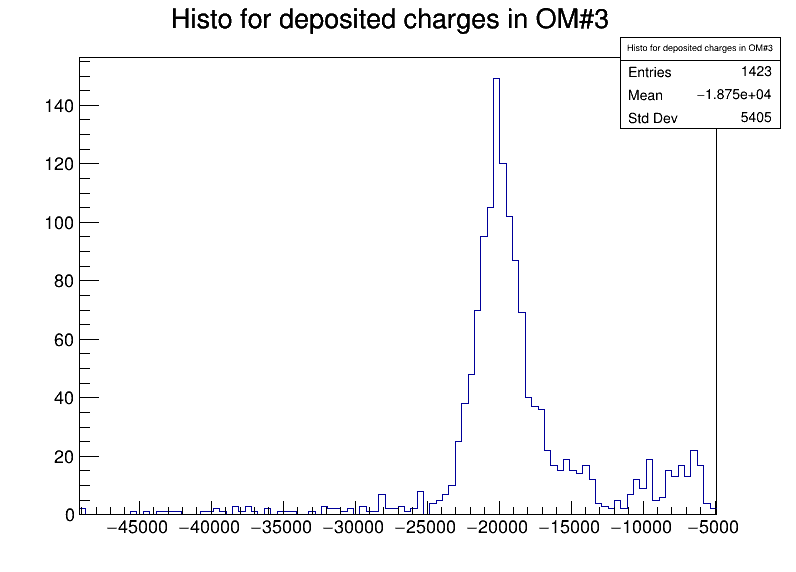 Histo for deposited charges in OM#3
Histo for deposited charges in OM#3
Entries 1423
Mean −1.875e+04
Std Dev 5405
140
120
100
80
60
40
20
0
−45000 −40000 −35000 −30000 −25000 −20000 −15000 −10000 −5000